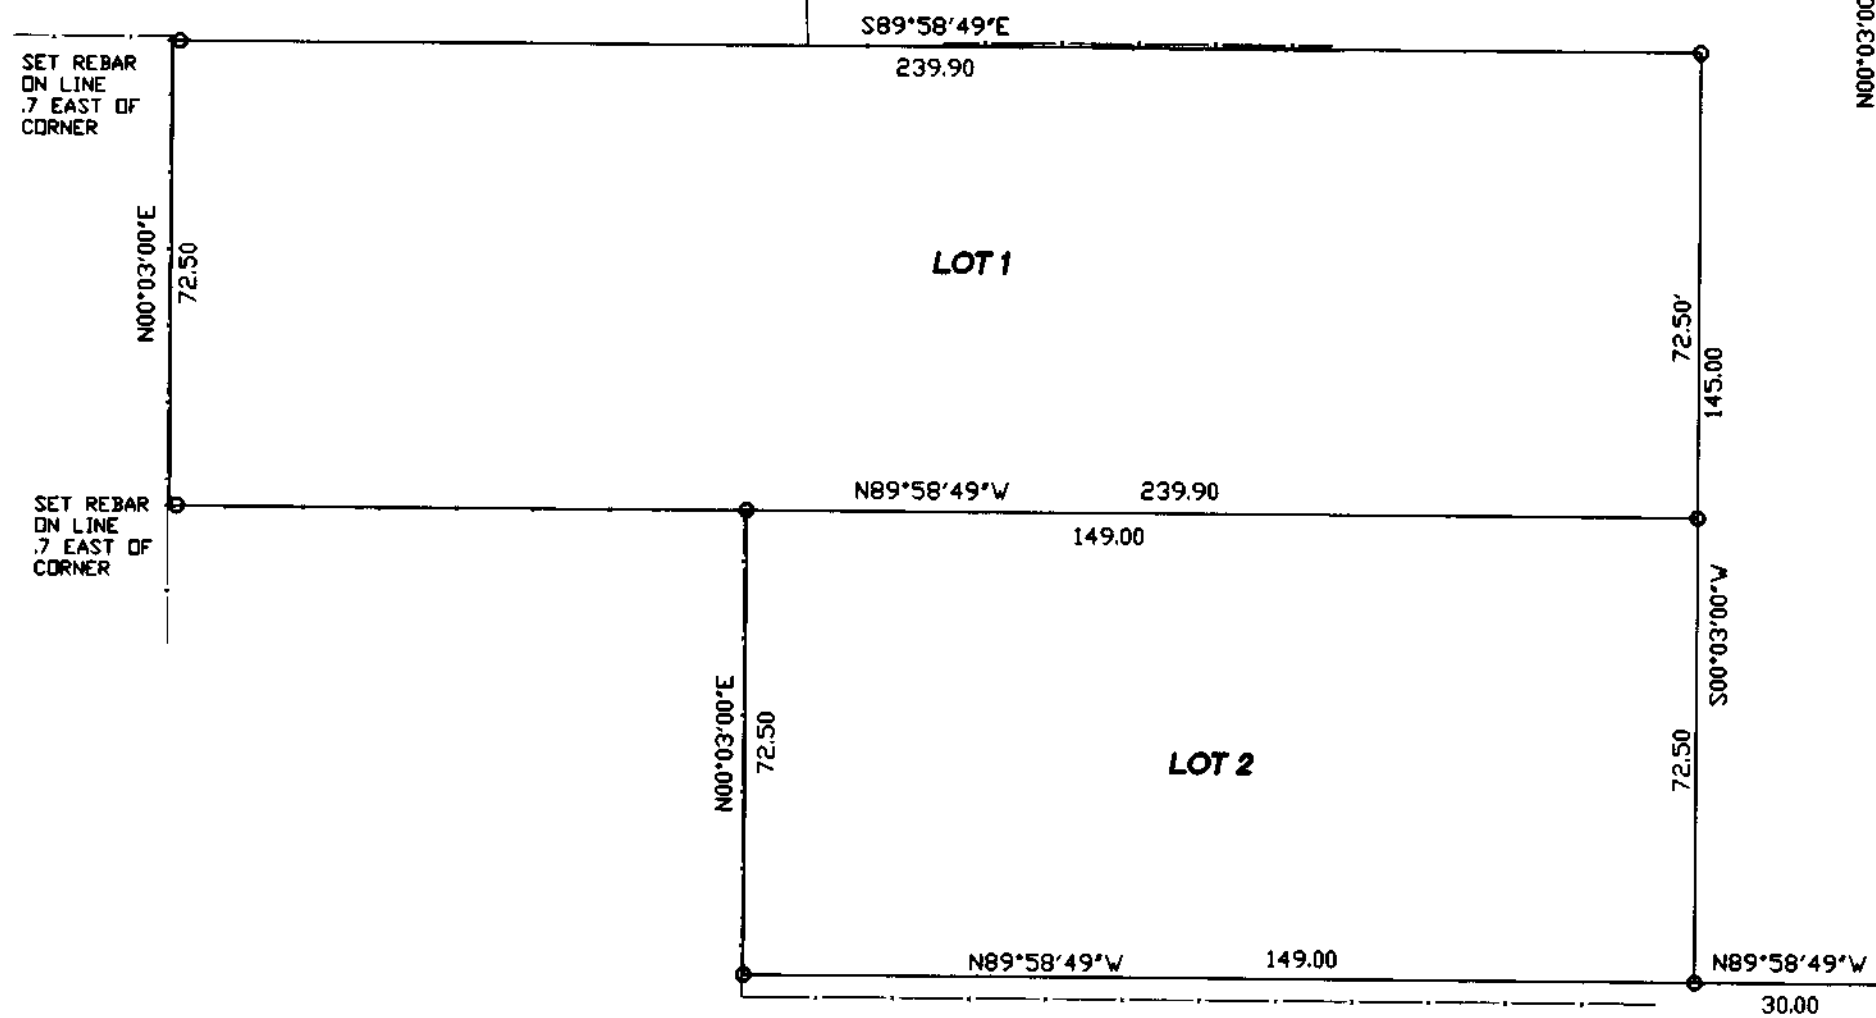 S89°58'49"E
239.90
SET REBAR
ON LINE
.7 EAST OF
CORNER
N00°03'00"E
72.50
LOT 1
72.50'
145.00
N89°58'49"W
239.90
149.00
SET REBAR
ON LINE
.7 EAST OF
CORNER
N00°03'00"E
72.50
LOT 2
S00°03'00"W
72.50
N89°58'49"W
149.00
N89°58'49"W
30.00